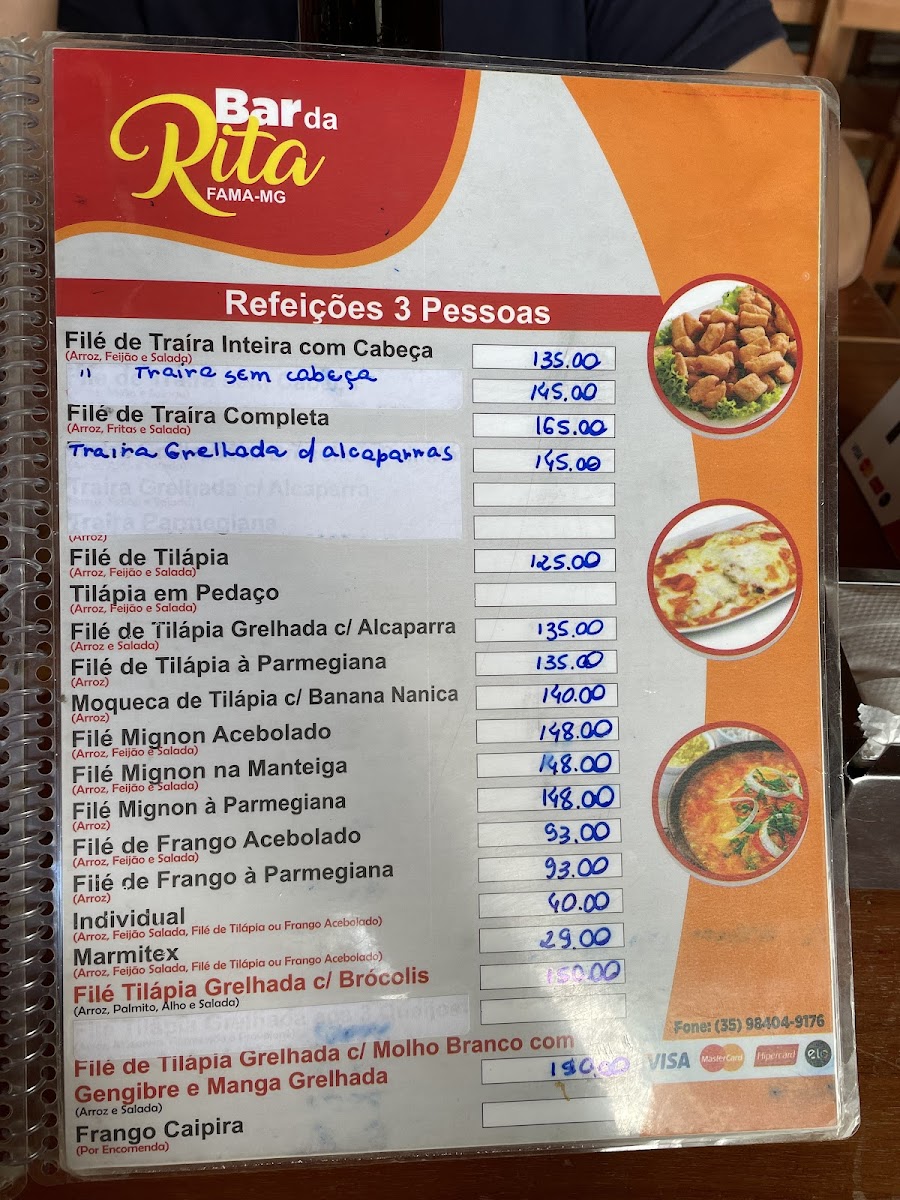 Bar da
Rita
FAMA-MG
Refeições 3 Pessoas
Filé de Traíra Inteira com Cabeça 135.00
(Arroz, Feijão e Salada)
" Traira sem cabeça 145.00
Filé de Traíra Completa 165.00
(Arroz, Fritas e Salada)
Traira Grelhada c/ alcaparras 145.00
Traira Grelhada c/ Alcaparra
Traira Parmegiana
(Arroz)
Filé de Tilápia 125.00
(Arroz, Feijão e Salada)
Tilápia em Pedaço
(Arroz, Feijão e Salada)
Filé de Tilápia Grelhada c/ Alcaparra 135.00
(Arroz e Salada)
Filé de Tilápia à Parmegiana 135.00
(Arroz)
Moqueca de Tilápia c/ Banana Nanica 140.00
(Arroz)
Filé Mignon Acebolado 148.00
(Arroz, Feijão e Salada)
Filé Mignon na Manteiga 148.00
(Arroz, Feijão e Salada)
Filé Mignon à Parmegiana 148.00
(Arroz)
Filé de Frango Acebolado 93.00
(Arroz, Feijão e Salada)
Filé de Frango à Parmegiana 93.00
(Arroz)
Individual 40.00
(Arroz, Feijão Salada, Filé de Tilápia ou Frango Acebolado)
Marmitex 29.00
(Arroz, Feijão Salada, Filé de Tilápia ou Frango Acebolado)
Filé Tilápia Grelhada c/ Brócolis 150.00
(Arroz, Palmito, Alho e Salada)
Filé de Tilápia Grelhada c/ Molho Branco com
Gengibre e Manga Grelhada
(Arroz e Salada)
Frango Caipira
(Por Encomenda)
Fone: (35) 98404-9176
VISA MasterCard Hipercard elo
VISA